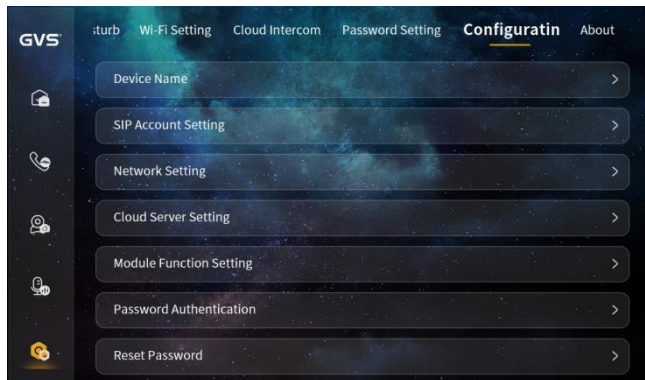 GVS
sturb Wi-Fi Setting Cloud Intercom Password Setting Configuratin About
Device Name
SIP Account Setting
Network Setting
Cloud Server Setting
Module Function Setting
Password Authentication
Reset Password